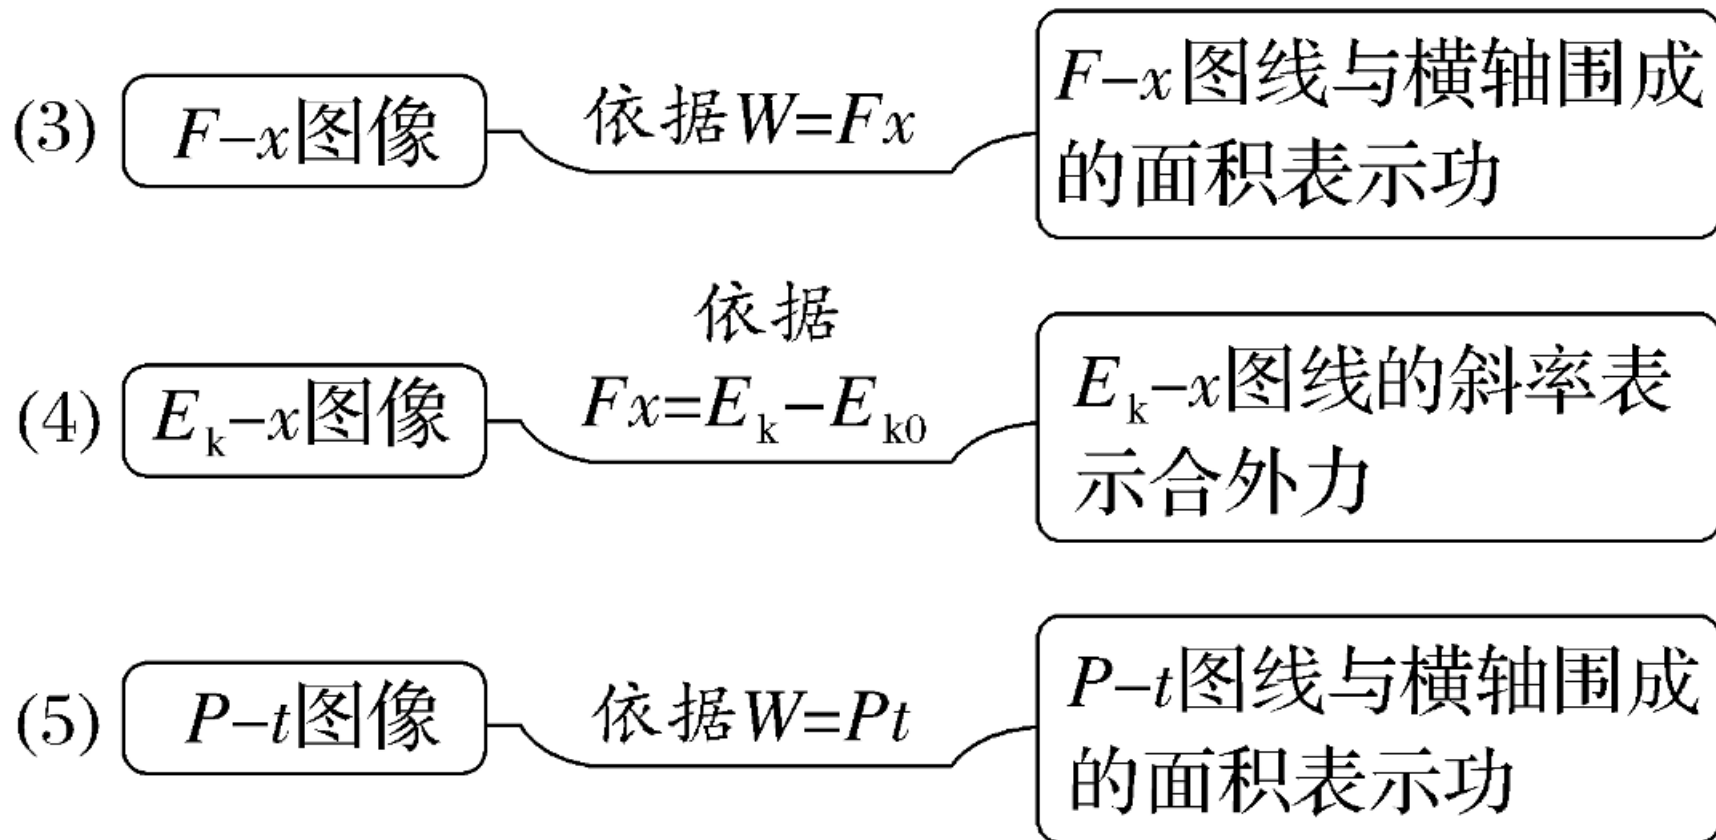 (3) F–x图像 依据W=Fx F–x图线与横轴围成
的面积表示功
(4) Ek–x图像 依据
Fx=Ek–Ek0 Ek–x图线的斜率表
示合外力
(5) P–t图像 依据W=Pt P–t图线与横轴围成
的面积表示功